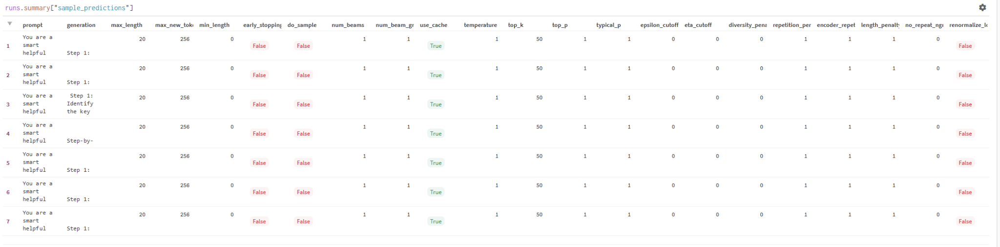 runs.summary["sample_predictions"]
prompt generation max_length max_new_tok min_length early_stopping do_sample num_beams num_beam_gr use_cache temperature top_k top_p typical_p epsilon_cutoff eta_cutoff diversity_pena repetition_per encoder_repet length_penalty no_repeat_ngr renormalize_lo
You are a
20 256 0 1 1 1 50 1 1 0 0 0 1 1 1 0
1 smart False False True False
helpful Step 1:
You are a
20 256 0 1 1 1 50 1 1 0 0 0 1 1 1 0
2 smart False False True False
helpful Step 1:
You are a Step 1:
20 256 0 1 1 1 50 1 1 0 0 0 1 1 1 0
3 smart Identify False False True False
helpful the key
You are a
20 256 0 1 1 1 50 1 1 0 0 0 1 1 1 0
4 smart False False True False
helpful Step-by-
You are a
20 256 0 1 1 1 50 1 1 0 0 0 1 1 1 0
5 smart False False True False
helpful Step 1:
You are a
20 256 0 1 1 1 50 1 1 0 0 0 1 1 1 0
6 smart False False True False
helpful Step 1:
You are a
20 256 0 1 1 1 50 1 1 0 0 0 1 1 1 0
7 smart False False True False
helpful Step 1: